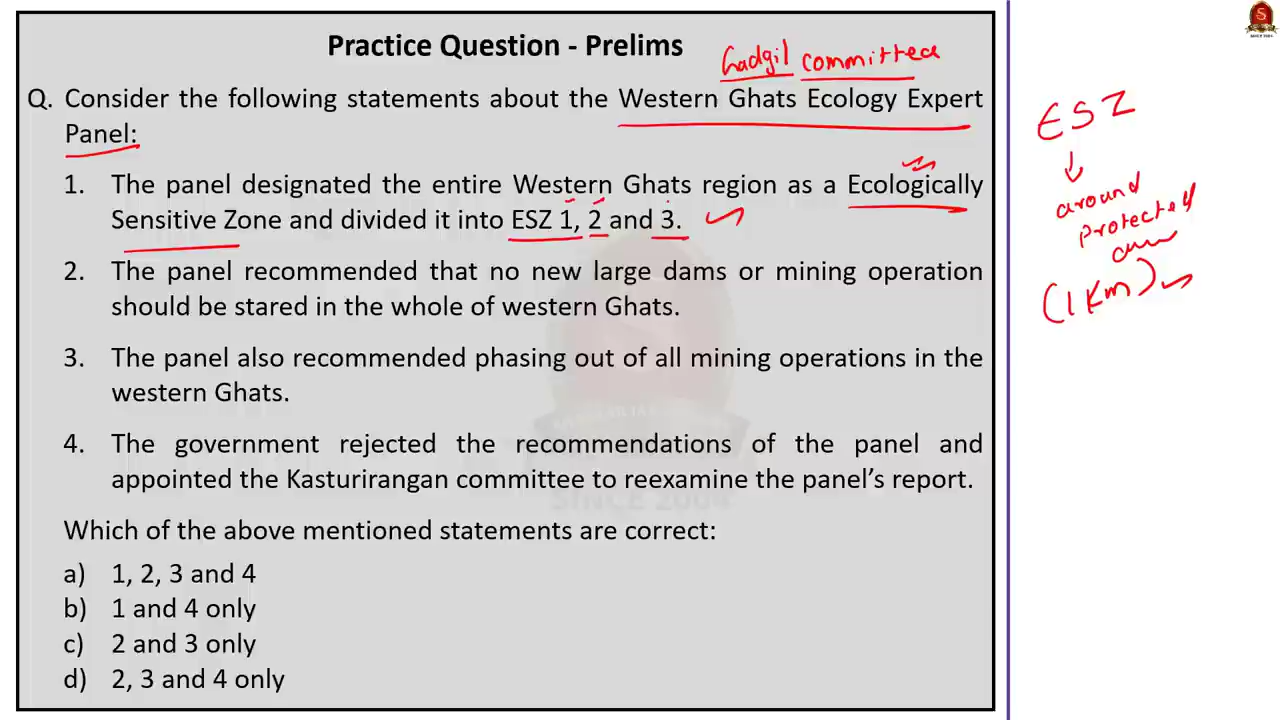 Practice Question - Prelims
Gadgil committee
Q. Consider the following statements about the Western Ghats Ecology Expert
Panel:
1. The panel designated the entire Western Ghats region as a Ecologically
Sensitive Zone and divided it into ESZ 1, 2 and 3.
2. The panel recommended that no new large dams or mining operation
should be stared in the whole of western Ghats.
3. The panel also recommended phasing out of all mining operations in the
western Ghats.
4. The government rejected the recommendations of the panel and
appointed the Kasturirangan committee to reexamine the panel's report.
Which of the above mentioned statements are correct:
a) 1, 2, 3 and 4
b) 1 and 4 only
c) 2 and 3 only
d) 2, 3 and 4 only
ESZ
around
protected
(1 Km)
SINCE 2004